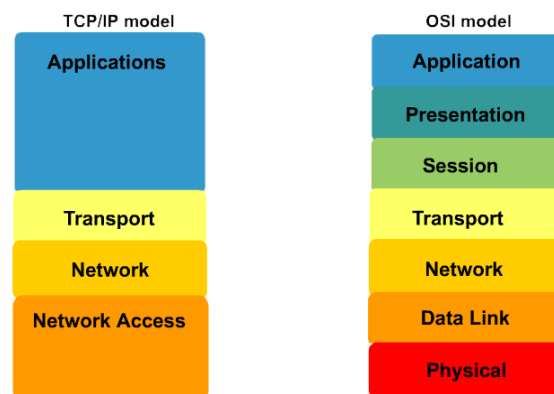 TCP/IP model
Applications
Transport
Network
Network Access
OSI model
Application
Presentation
Session
Transport
Network
Data Link
Physical